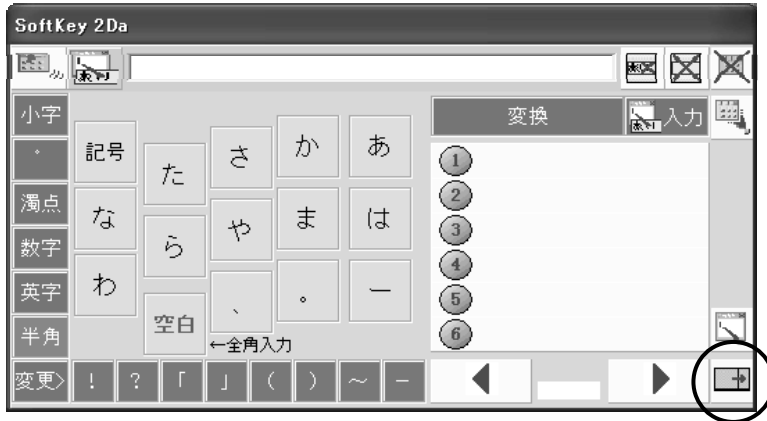 SoftKey 2Da
小字
゜
濁点
数字
英字
半角
変更>
記号 た さ か あ
な ら や ま は
わ 空白 、 。 ー
←全角入力
! ? 「 」 ( ) ~ −
変換 入力
1
2
3
4
5
6